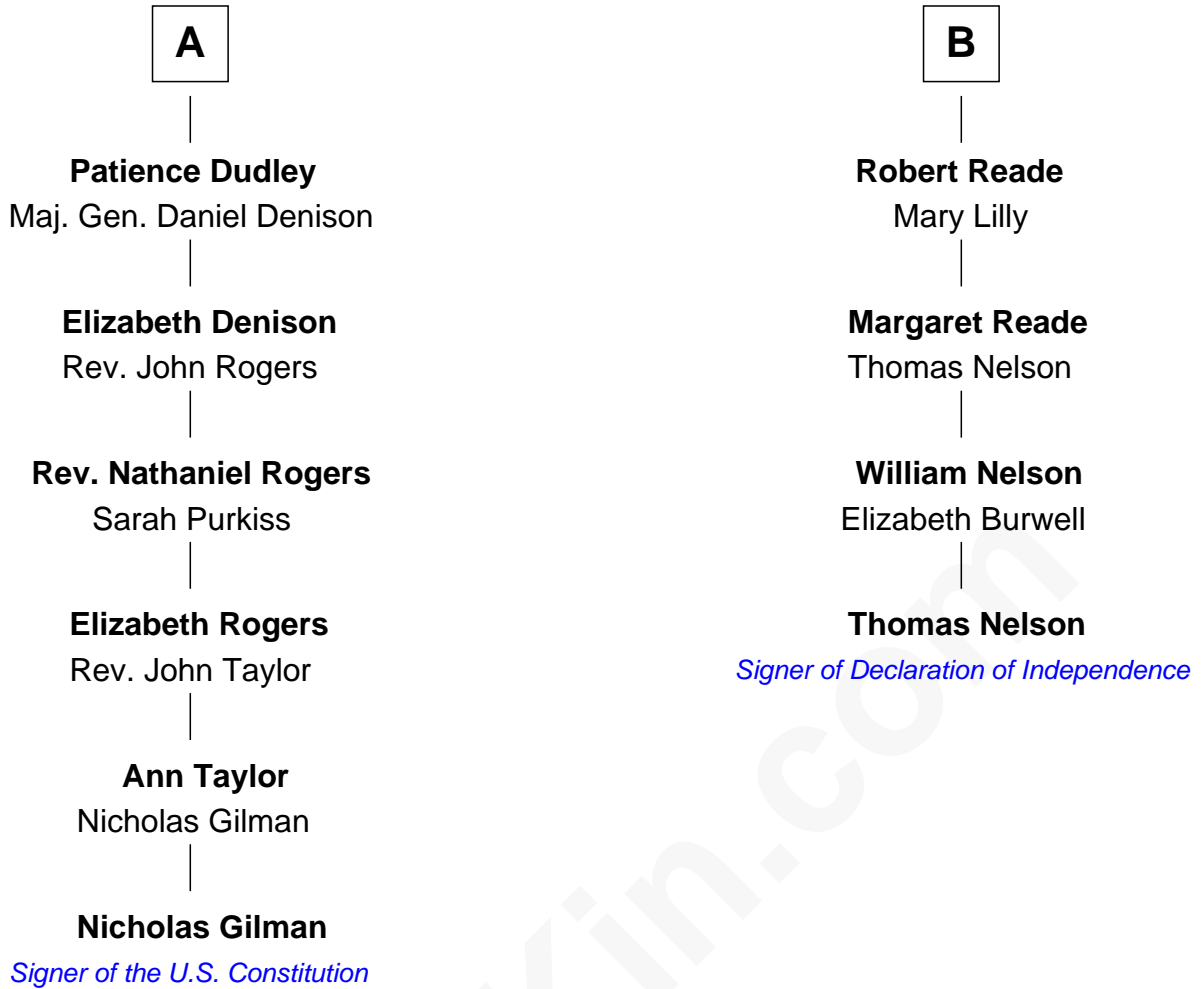 A
Patience Dudley
Maj. Gen. Daniel Denison
Elizabeth Denison
Rev. John Rogers
Rev. Nathaniel Rogers
Sarah Purkiss
Elizabeth Rogers
Rev. John Taylor
Ann Taylor
Nicholas Gilman
Nicholas Gilman
Signer of the U.S. Constitution
B
Robert Reade
Mary Lilly
Margaret Reade
Thomas Nelson
William Nelson
Elizabeth Burwell
Thomas Nelson
Signer of Declaration of Independence
Kin.com